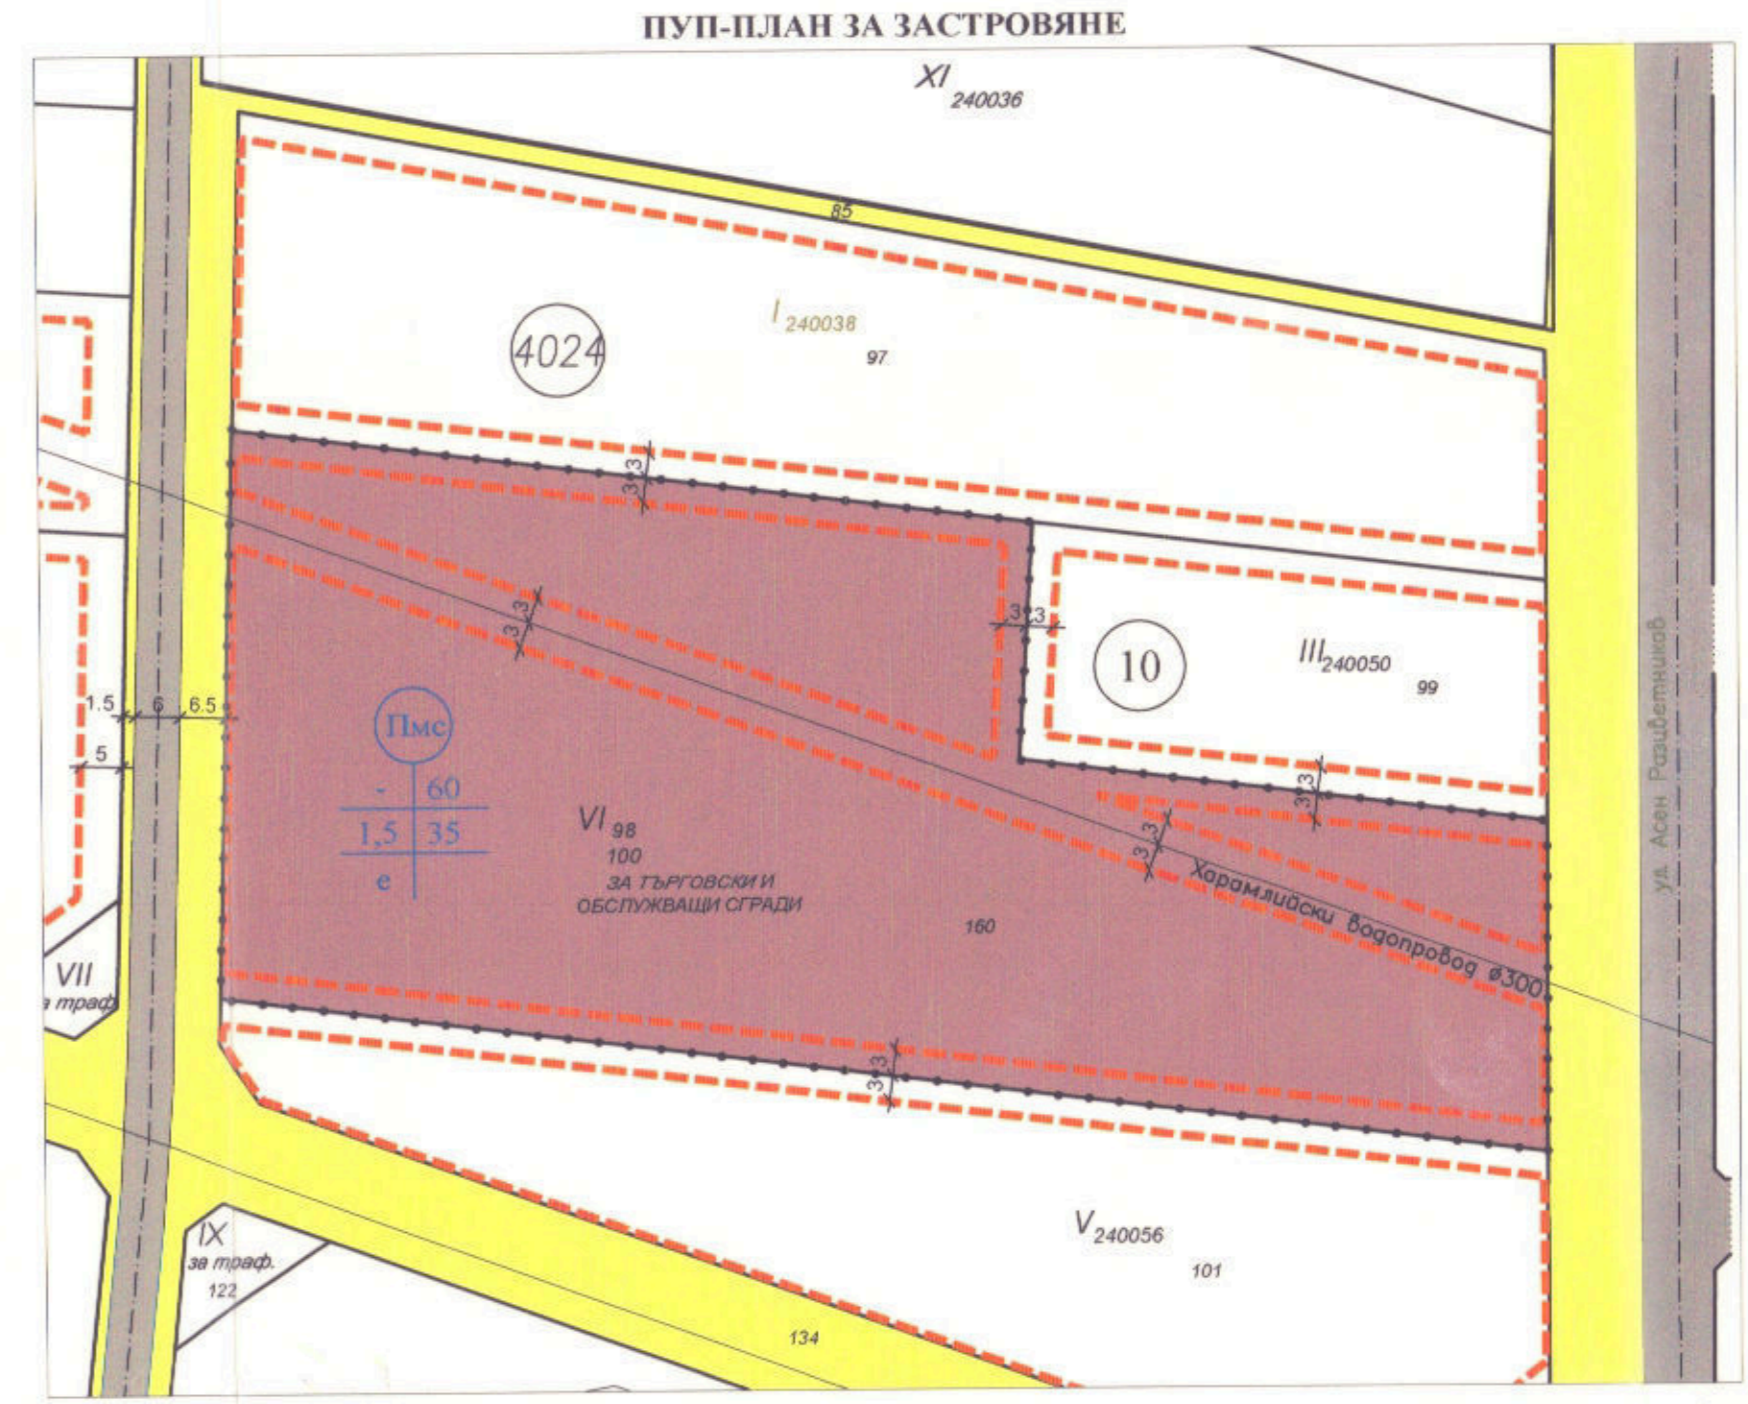 ПУП-ПЛАН ЗА ЗАСТРОВЯНЕ
XI 240036
85
I 240038
97
4024
3 3
3 3
3 3
10
III 240050
99
ул. Асен Разцветников
1.5 6 6.5
5
Пмс
- 60
1,5 35
е
VI 98
100
ЗА ТЪРГОВСКИ И
ОБСЛУЖВАЩИ СГРАДИ
160
3 3
3 3
Харамлийски водопровод ø300
VII
а траф
3 3
V 240056
101
IX
за траф.
122
134